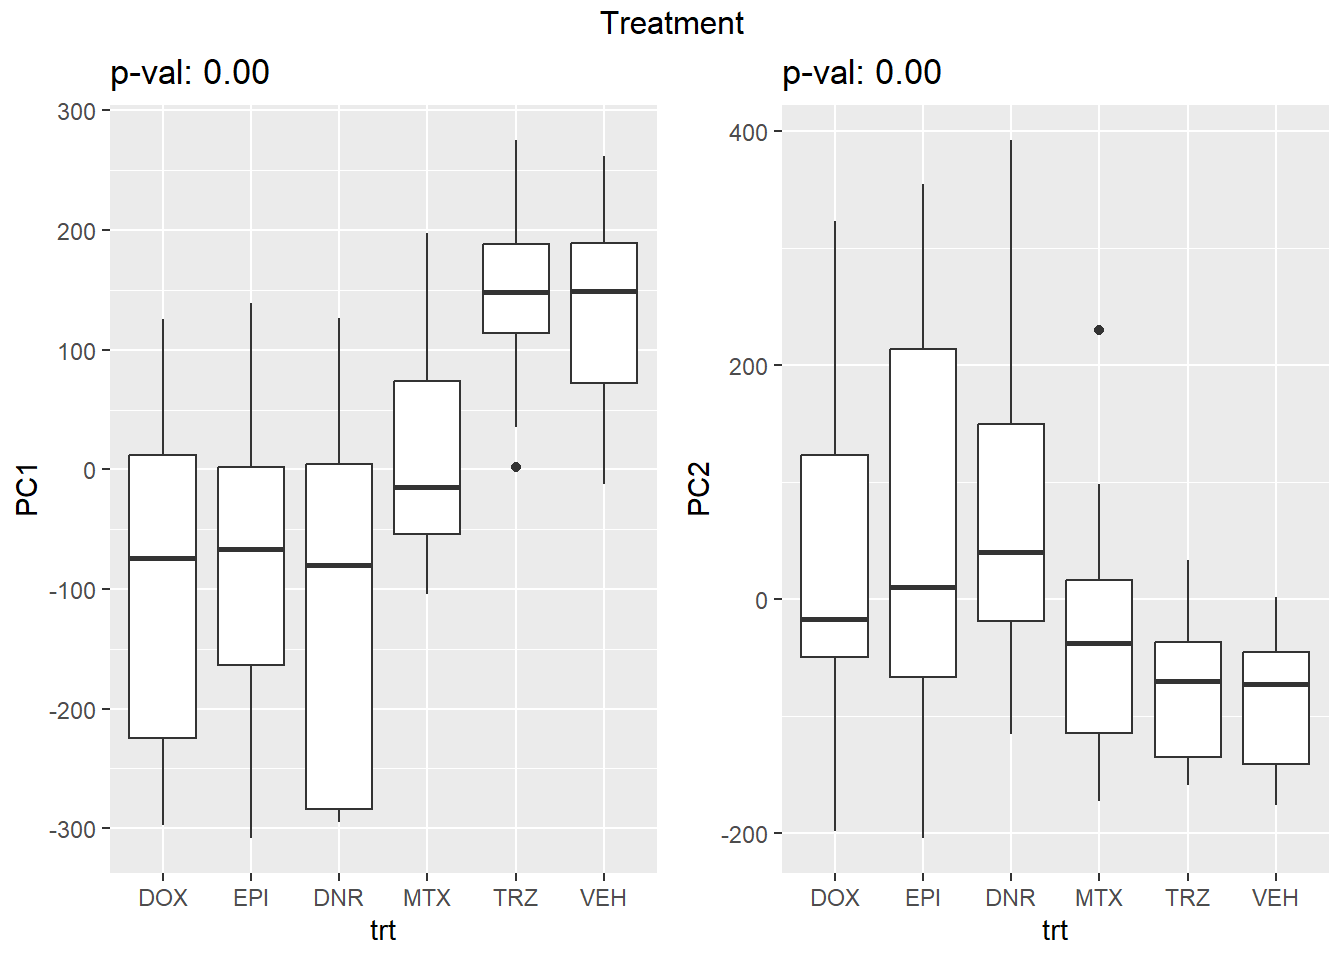 Treatment
p-val: 0.00
300
200
100
0
-100
-200
-300
PC1
DOX EPI DNR MTX TRZ VEH
trt
p-val: 0.00
400
200
0
-200
PC2
DOX EPI DNR MTX TRZ VEH
trt